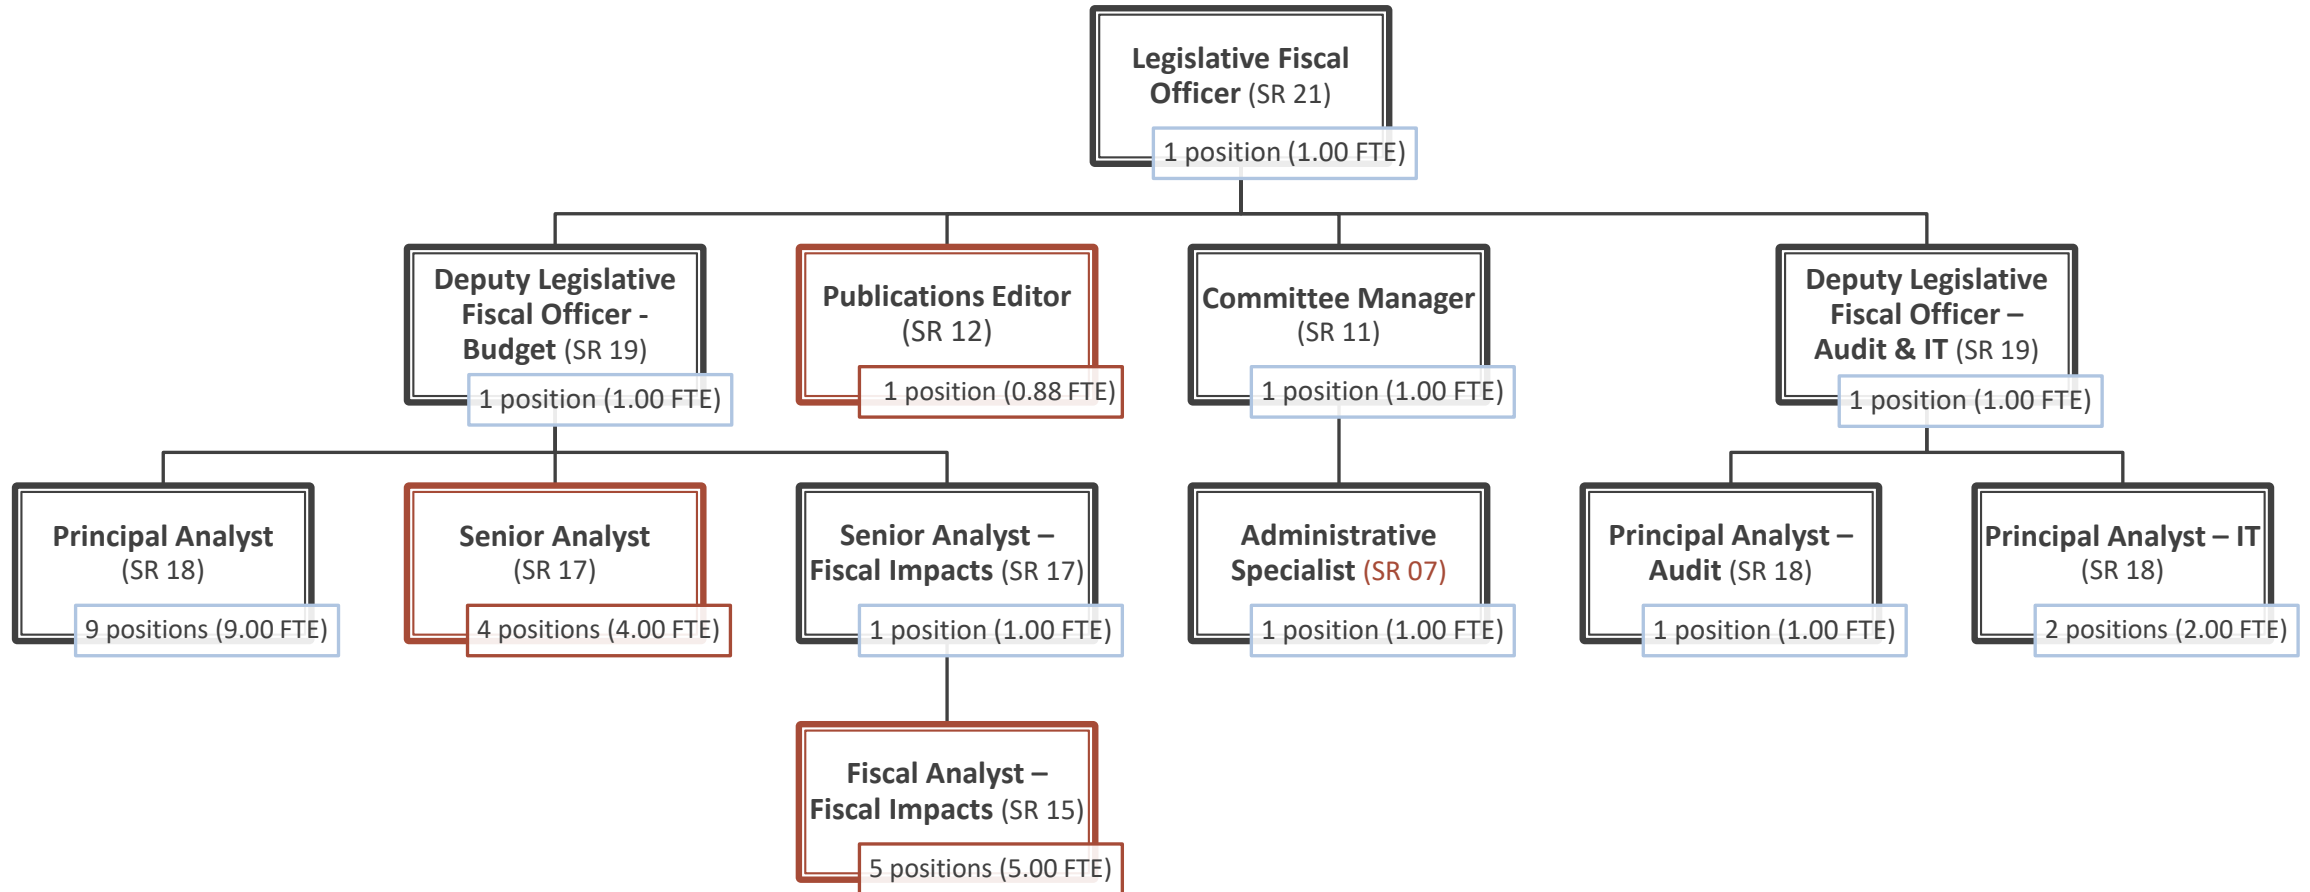 Legislative Fiscal
Officer (SR 21)
1 position (1.00 FTE)
Deputy Legislative
Fiscal Officer -
Budget (SR 19)
1 position (1.00 FTE)
Publications Editor
(SR 12)
1 position (0.88 FTE)
Committee Manager
(SR 11)
1 position (1.00 FTE)
Deputy Legislative
Fiscal Officer –
Audit & IT (SR 19)
1 position (1.00 FTE)
Principal Analyst
(SR 18)
9 positions (9.00 FTE)
Senior Analyst
(SR 17)
4 positions (4.00 FTE)
Senior Analyst –
Fiscal Impacts (SR 17)
1 position (1.00 FTE)
Administrative
Specialist (SR 07)
1 position (1.00 FTE)
Principal Analyst –
Audit (SR 18)
1 position (1.00 FTE)
Principal Analyst – IT
(SR 18)
2 positions (2.00 FTE)
Fiscal Analyst –
Fiscal Impacts (SR 15)
5 positions (5.00 FTE)